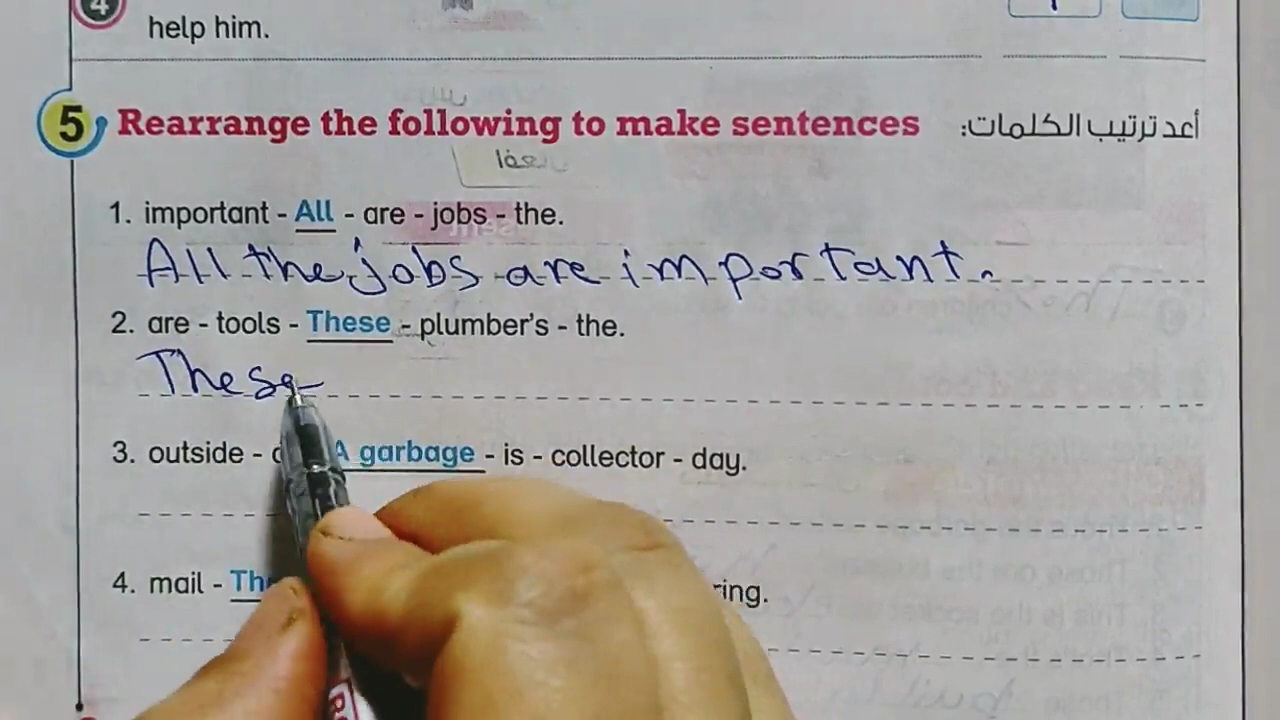 4
help him.
5 Rearrange the following to make sentences أعد ترتيب الكلمات:
1. important - All - are - jobs - the.
All the jobs are important.
2. are - tools - These - plumber's - the.
These
3. outside - A garbage - is - collector - day.
4. mail -